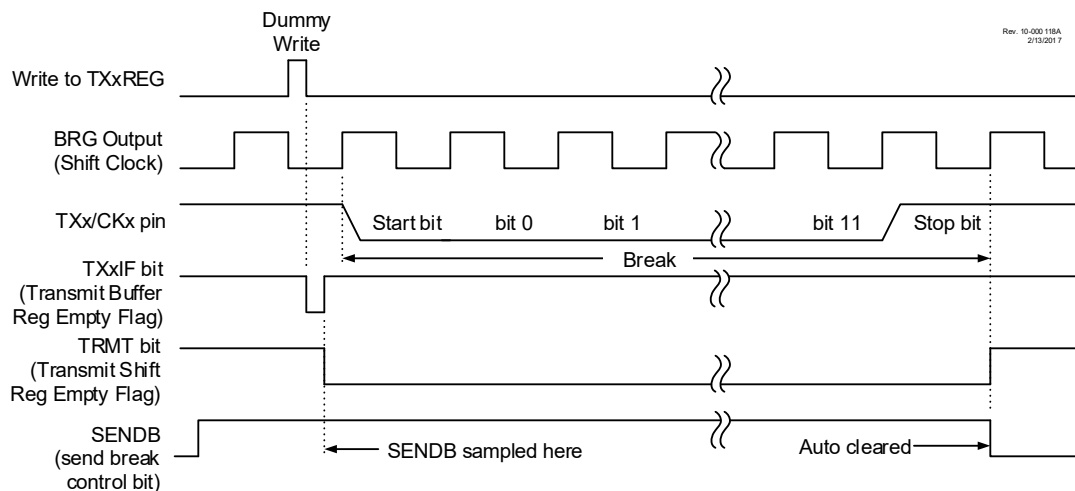 Dummy
Write
Rev. 10-000 118A
2/13/201 7
Write to TXxREG
BRG Output
(Shift Clock)
TXx/CKx pin
Start bit
bit 0
bit 1
bit 11
Stop bit
Break
TXxIF bit
(Transmit Buffer
Reg Empty Flag)
TRMT bit
(Transmit Shift
Reg Empty Flag)
SENDB
(send break
control bit)
SENDB sampled here
Auto cleared